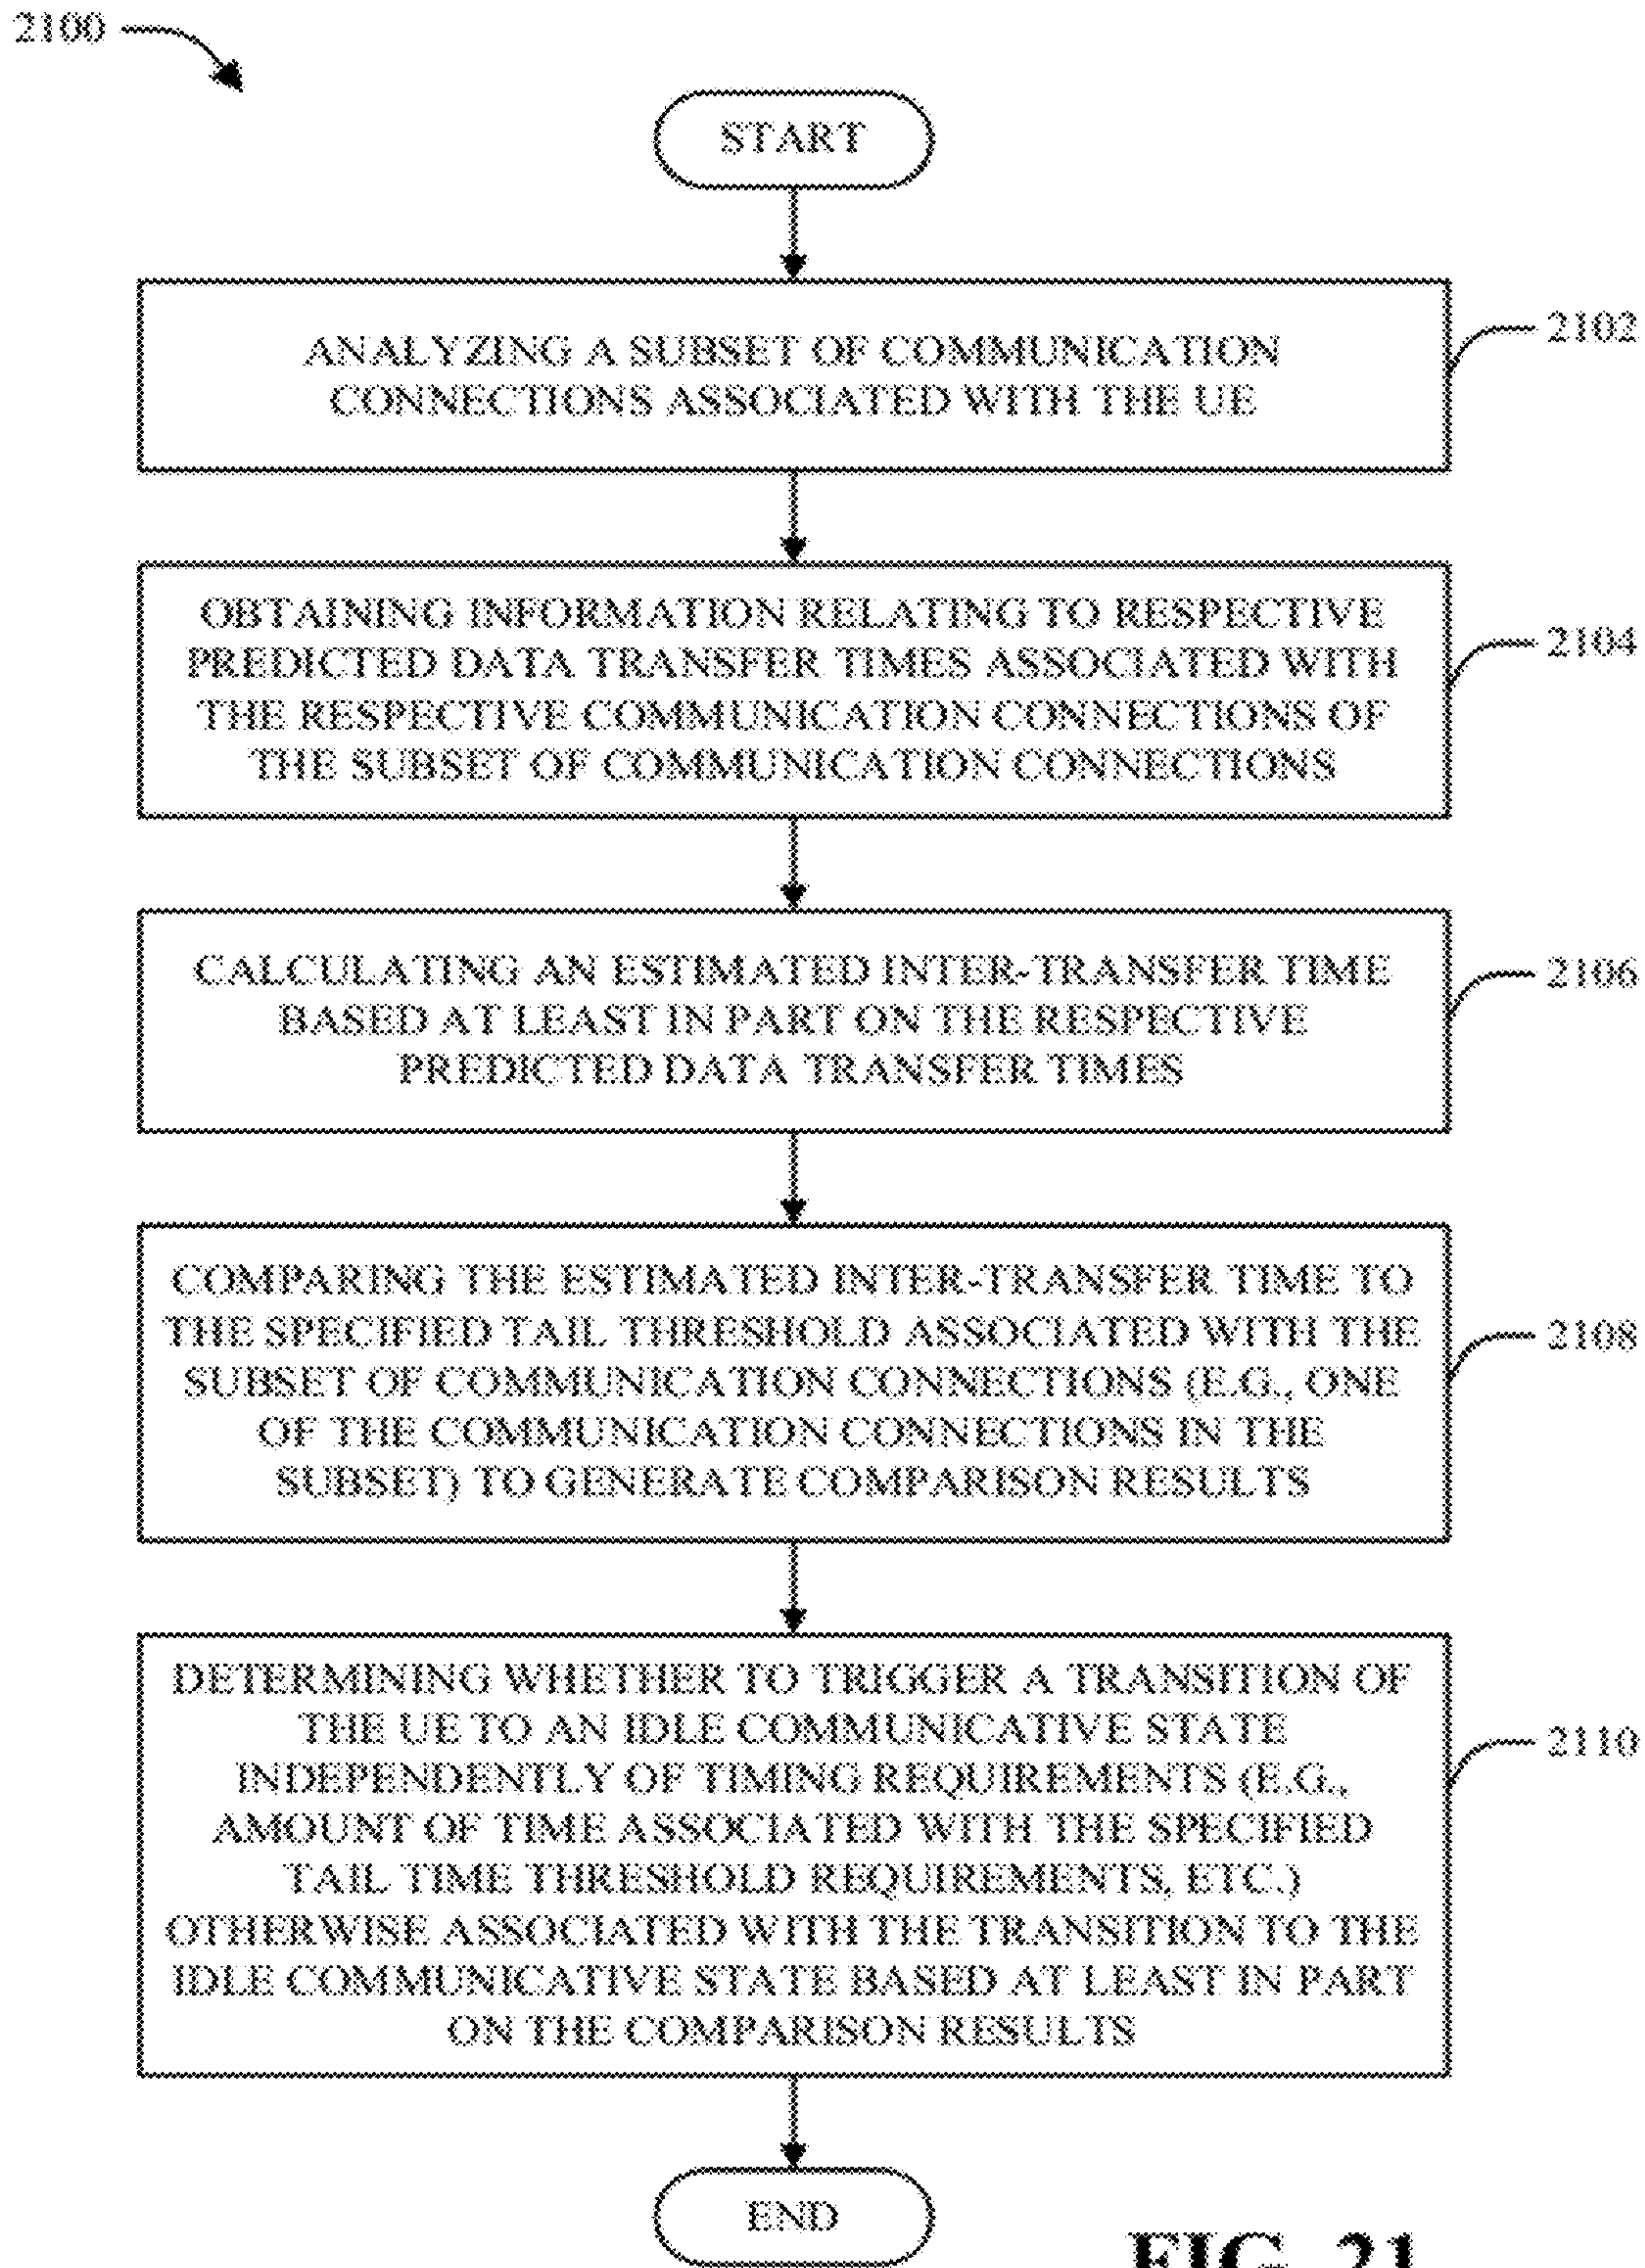 2100
START
ANALYZING A SUBSET OF COMMUNICATION
CONNECTIONS ASSOCIATED WITH THE UE
2102
OBTAINING INFORMATION RELATING TO RESPECTIVE
PREDICTED DATA TRANSFER TIMES ASSOCIATED WITH
THE RESPECTIVE COMMUNICATION CONNECTIONS OF
THE SUBSET OF COMMUNICATION CONNECTIONS
2104
CALCULATING AN ESTIMATED INTER-TRANSFER TIME
BASED AT LEAST IN PART ON THE RESPECTIVE
PREDICTED DATA TRANSFER TIMES
2106
COMPARING THE ESTIMATED INTER-TRANSFER TIME TO
THE SPECIFIED TAIL THRESHOLD ASSOCIATED WITH THE
SUBSET OF COMMUNICATION CONNECTIONS (E.G., ONE
OF THE COMMUNICATION CONNECTIONS IN THE
SUBSET) TO GENERATE COMPARISON RESULTS
2108
DETERMINING WHETHER TO TRIGGER A TRANSITION OF
THE UE TO AN IDLE COMMUNICATIVE STATE
INDEPENDENTLY OF TIMING REQUIREMENTS (E.G.,
AMOUNT OF TIME ASSOCIATED WITH THE SPECIFIED
TAIL TIME THRESHOLD REQUIREMENTS, ETC.)
OTHERWISE ASSOCIATED WITH THE TRANSITION TO THE
IDLE COMMUNICATIVE STATE BASED AT LEAST IN PART
ON THE COMPARISON RESULTS
2110
END
FIG. 21